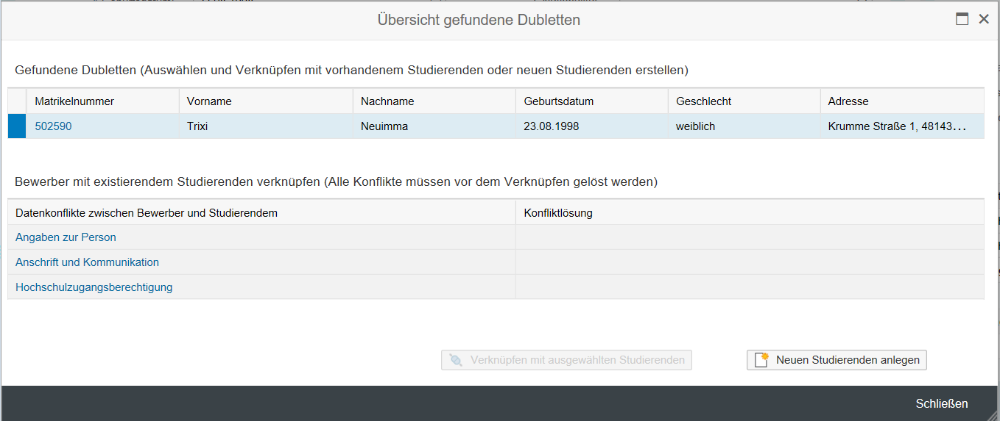 Übersicht gefundene Dubletten
Gefundene Dubletten (Auswählen und Verknüpfen mit vorhandenem Studierenden oder neuen Studierenden erstellen)
Matrikelnummer Vorname Nachname Geburtsdatum Geschlecht Adresse
502590 Trixi Neuimma 23.08.1998 weiblich Krumme Straße 1, 48143...
Bewerber mit existierendem Studierenden verknüpfen (Alle Konflikte müssen vor dem Verknüpfen gelöst werden)
Datenkonflikte zwischen Bewerber und Studierendem Konfliktlösung
Angaben zur Person
Anschrift und Kommunikation
Hochschulzugangsberechtigung
Verknüpfen mit ausgewählten Studierenden Neuen Studierenden anlegen
Schließen